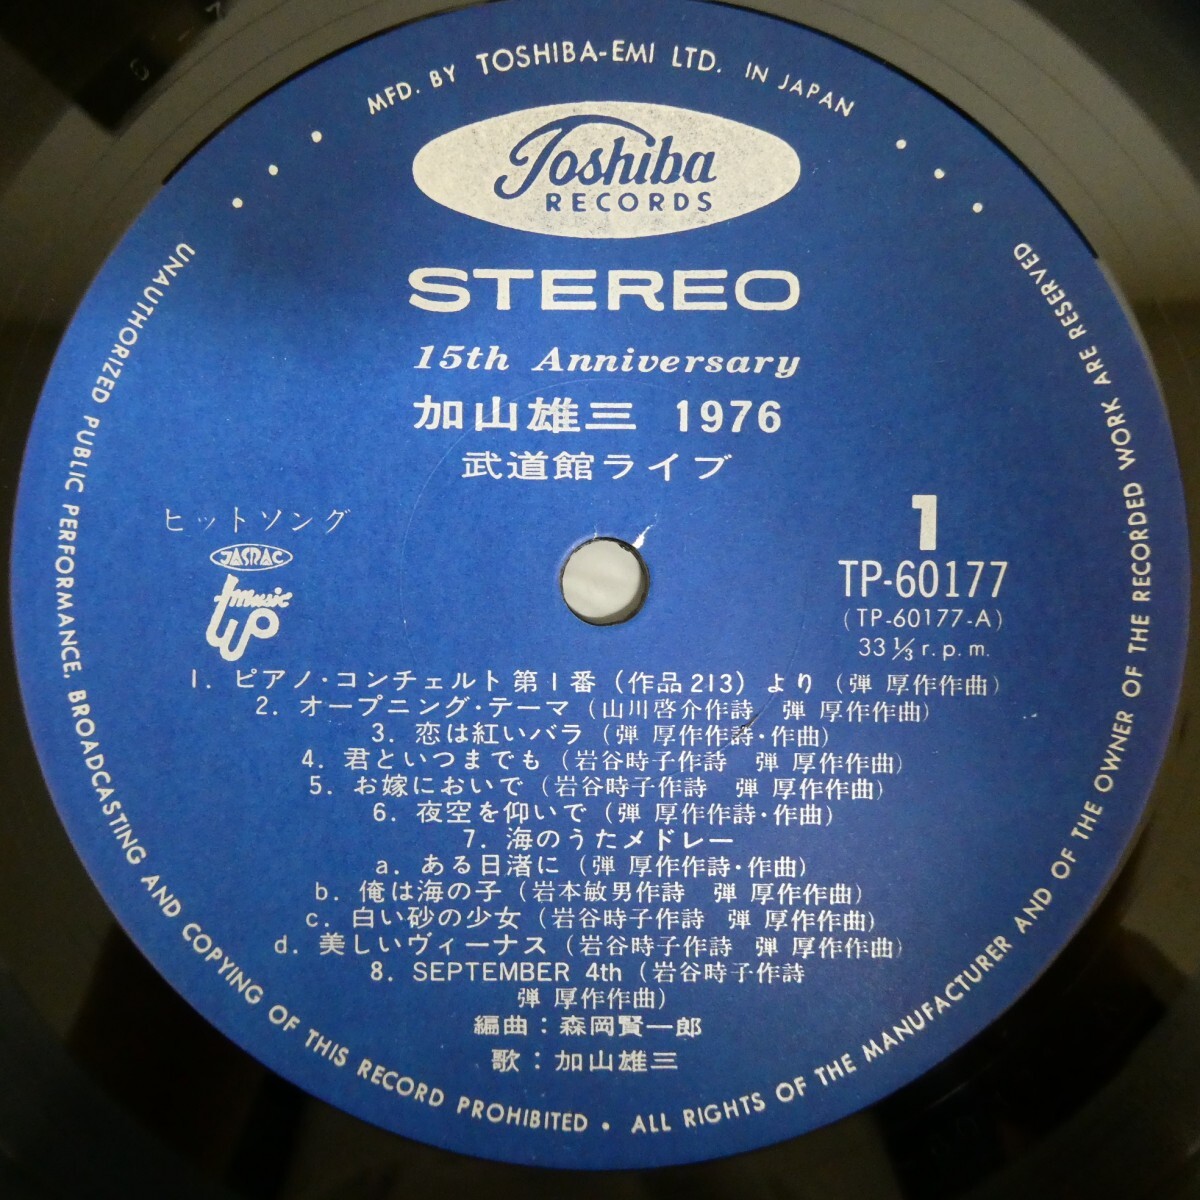 MFD. BY TOSHIBA-EMI LTD. IN JAPAN
Toshiba
RECORDS
STEREO
15th Anniversary
加山雄三 1976
武道館ライブ
ヒットソング
JASRAC
music
UP
1
TP-60177
(TP-60177-A)
33 1/3 r.p.m.
1. ピアノ・コンチェルト第1番(作品213)より(弾 厚作作曲)
2. オープニング・テーマ(山川啓介作詩 弾 厚作作曲)
3. 恋は紅いバラ(弾 厚作作詩・作曲)
4. 君といつまでも(岩谷時子作詩 弾 厚作作曲)
5. お嫁においで(岩谷時子作詩 弾 厚作作曲)
6. 夜空を仰いで(弾 厚作作詩・作曲)
7. 海のうたメドレー
a. ある日渚に(弾 厚作作詩・作曲)
b. 俺は海の子(岩本敏男作詩 弾 厚作作曲)
c. 白い砂の少女(岩谷時子作詩 弾 厚作作曲)
d. 美しいヴィーナス(岩谷時子作詩 弾 厚作作曲)
8. SEPTEMBER 4th(岩谷時子作詩
弾 厚作作曲)
編曲:森岡賢一郎
歌:加山雄三
UNAUTHORIZED PUBLIC PERFORMANCE, BROADCASTING AND COPYING OF THIS RECORD PROHIBITED • ALL RIGHTS OF THE MANUFACTURER AND OF THE OWNER OF THE RECORDED WORK ARE RESERVED